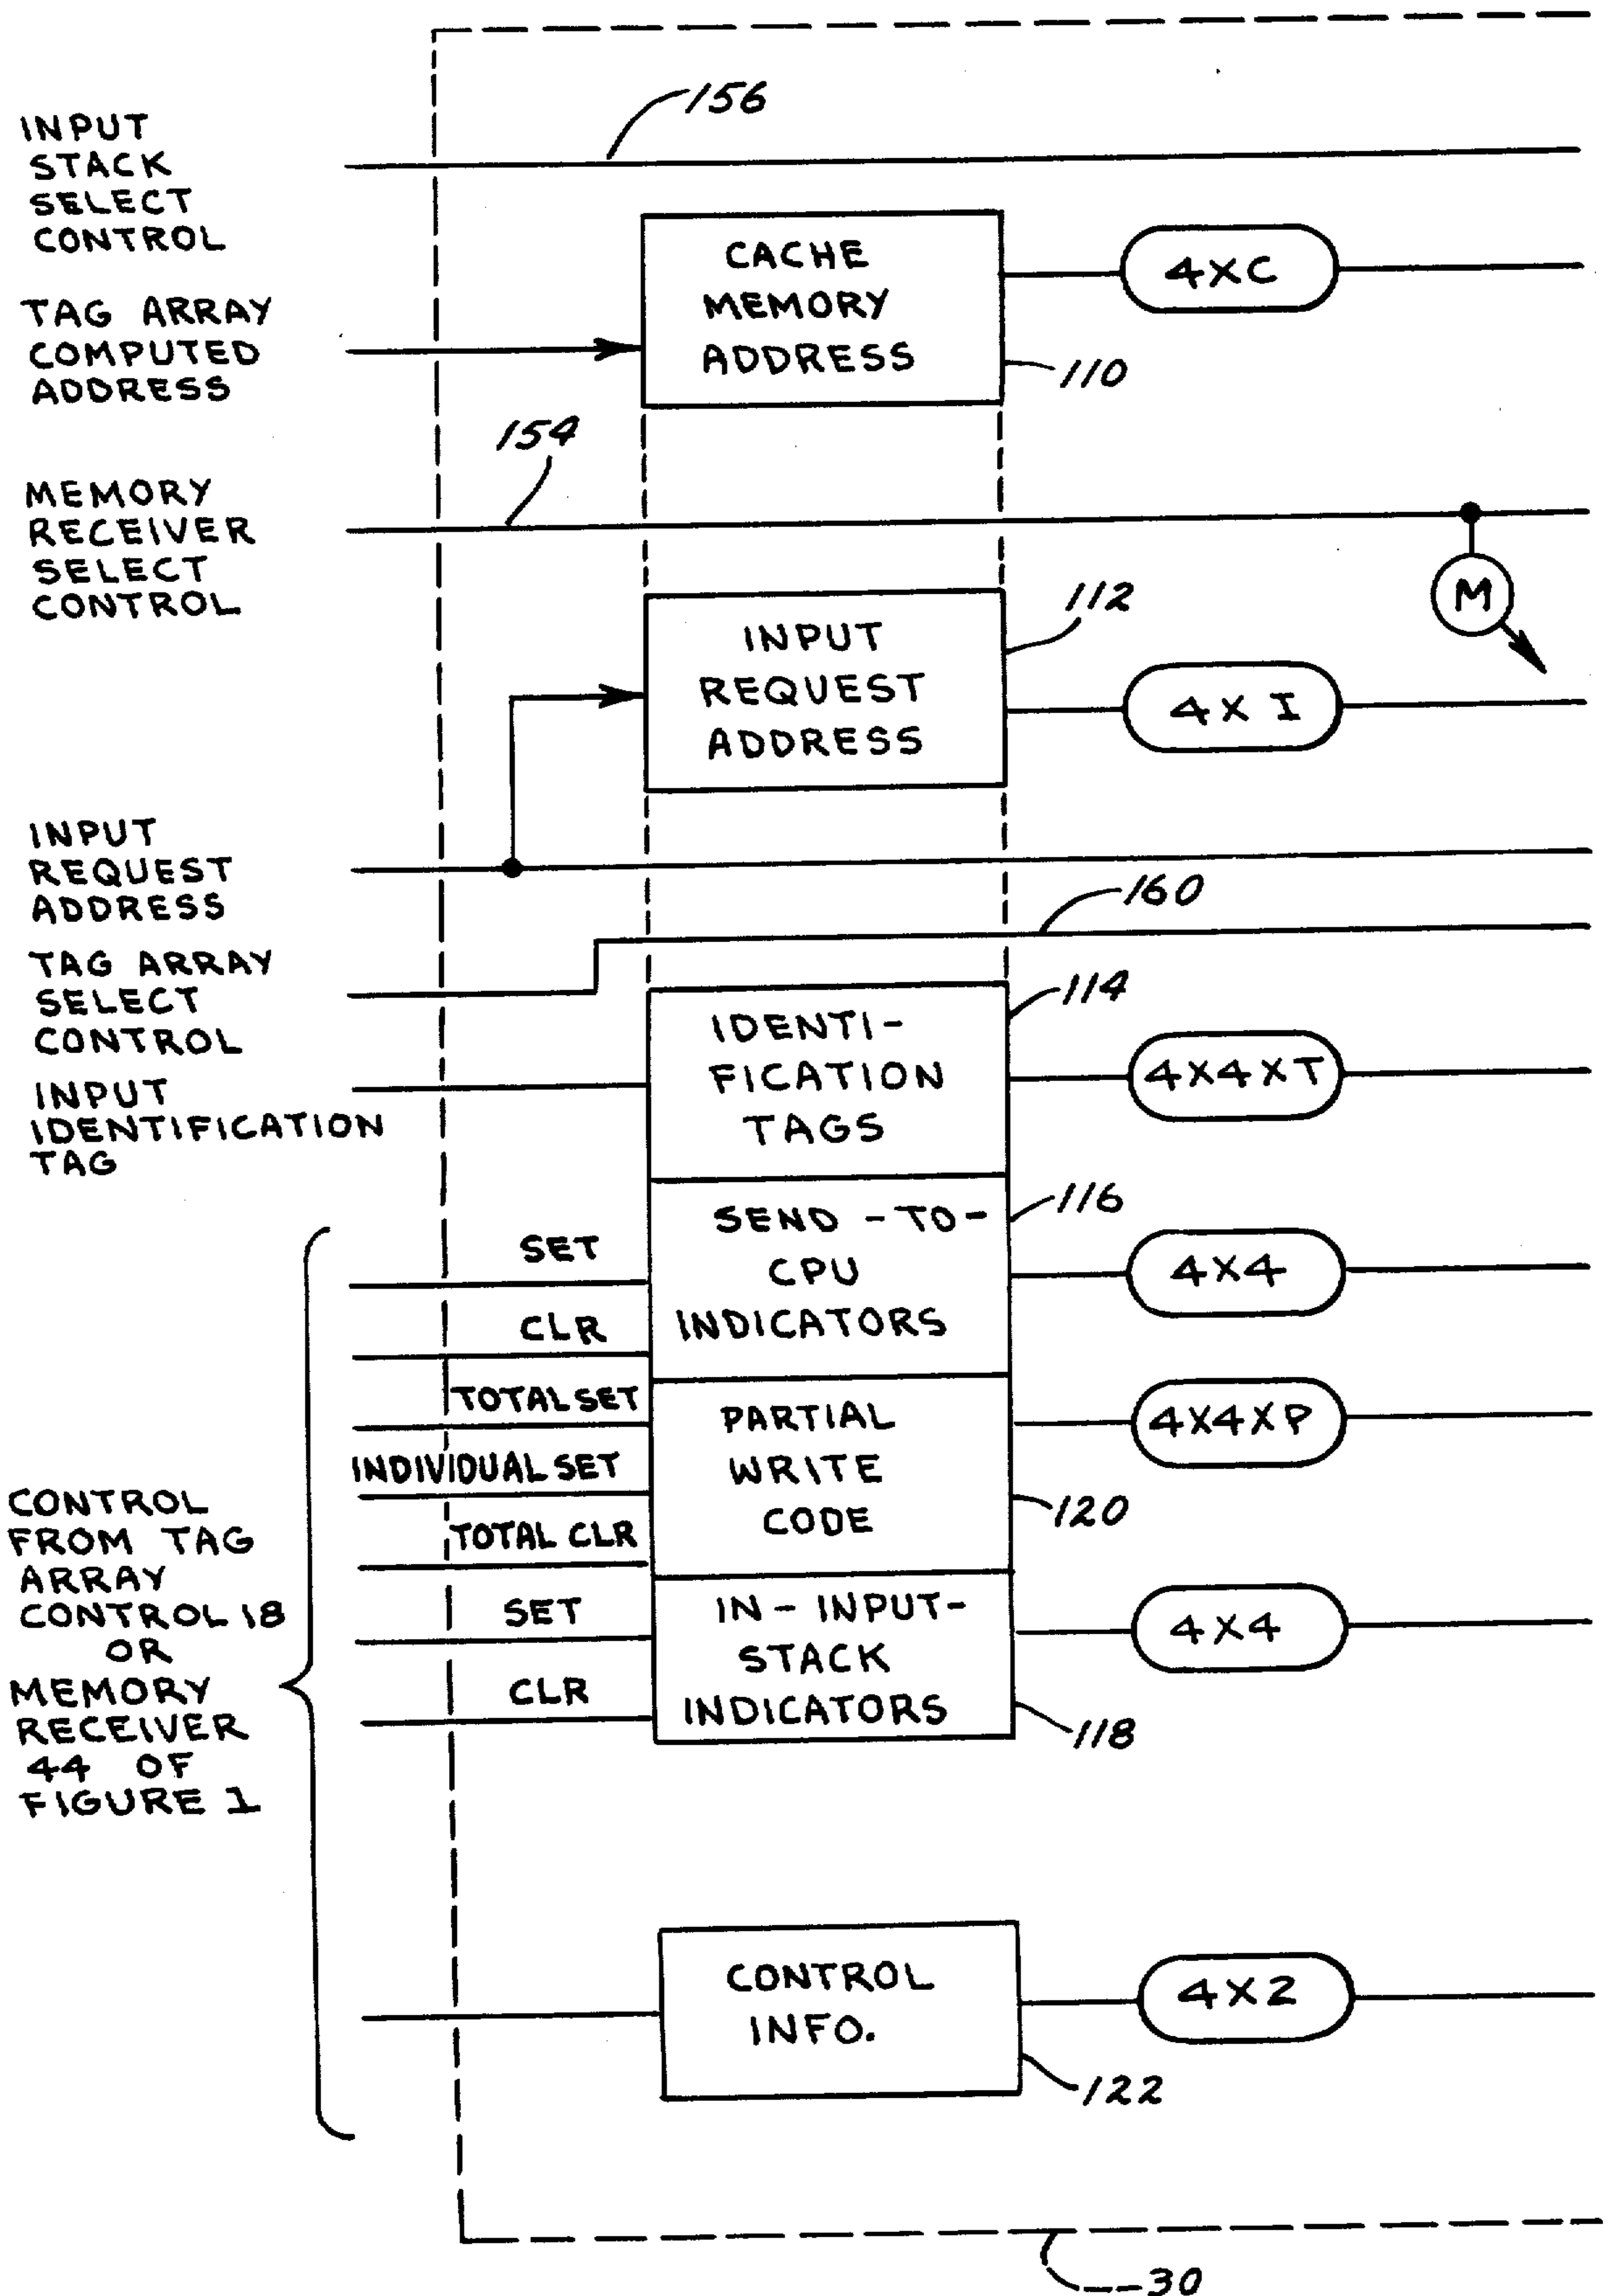 156
INPUT
STACK
SELECT
CONTROL
CACHE
MEMORY
ADDRESS
4XC
110
TAG ARRAY
COMPUTED
ADDRESS
154
MEMORY
RECEIVER
SELECT
CONTROL
M
112
INPUT
REQUEST
ADDRESS
4X I
INPUT
REQUEST
ADDRESS
160
TAG ARRAY
SELECT
CONTROL
114
IDENTI-
FICATION
TAGS
4X4XT
INPUT
IDENTIFICATION
TAG
116
SET
CLR
SEND-TO-
CPU
INDICATORS
4X4
TOTAL SET
INDIVIDUAL SET
TOTAL CLR
PARTIAL
WRITE
CODE
4X4XP
120
SET
CLR
IN-INPUT-
STACK
INDICATORS
4X4
118
CONTROL
FROM TAG
ARRAY
CONTROL 18
OR
MEMORY
RECEIVER
44 OF
FIGURE 1
CONTROL
INFO.
4X2
122
30